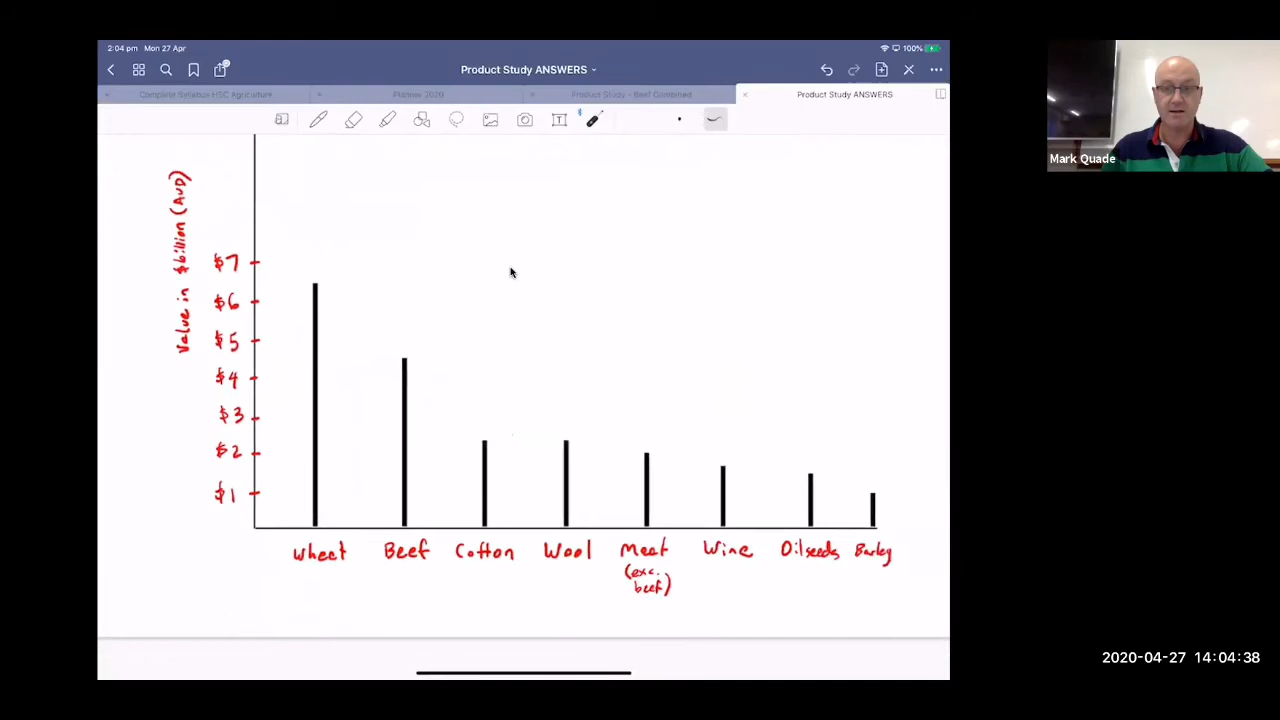 2:04 pm Mon 27 Apr
100%
Product Study ANSWERS
Complete Syllabus HSC Agriculture
Planner 2020
Product Study - Beef Combined
Product Study ANSWERS
Value in $billion (AUD)
$7
$6
$5
$4
$3
$2
$1
Wheat Beef Cotton Wool Meat Wine Oilseeds Barley
(exc.
beef)
Mark Quade
2020-04-27 14:04:38